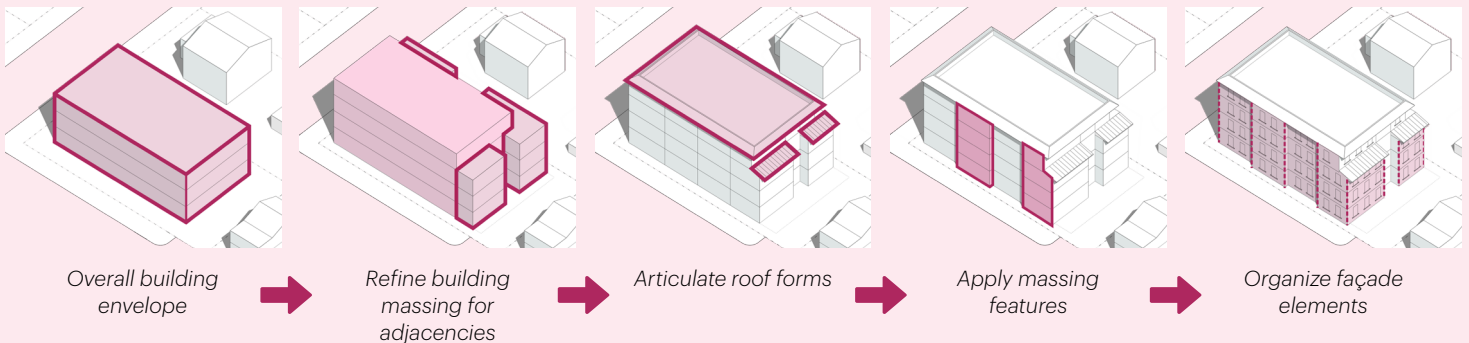 Overall building
envelope
Refine building
massing for
adjacencies
Articulate roof forms
Apply massing
features
Organize façade
elements